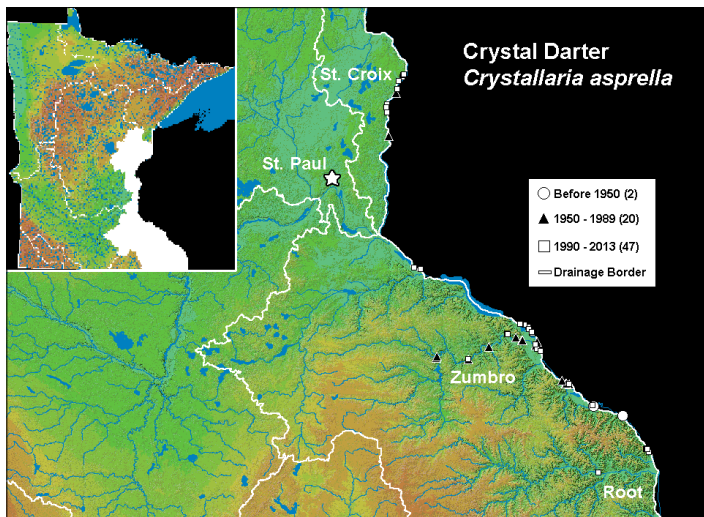 Crystal Darter
Crystallaria asprella
St. Croix
St. Paul
Before 1950 (2)
1950 - 1989 (20)
1990 - 2013 (47)
Drainage Border
Zumbro
Root